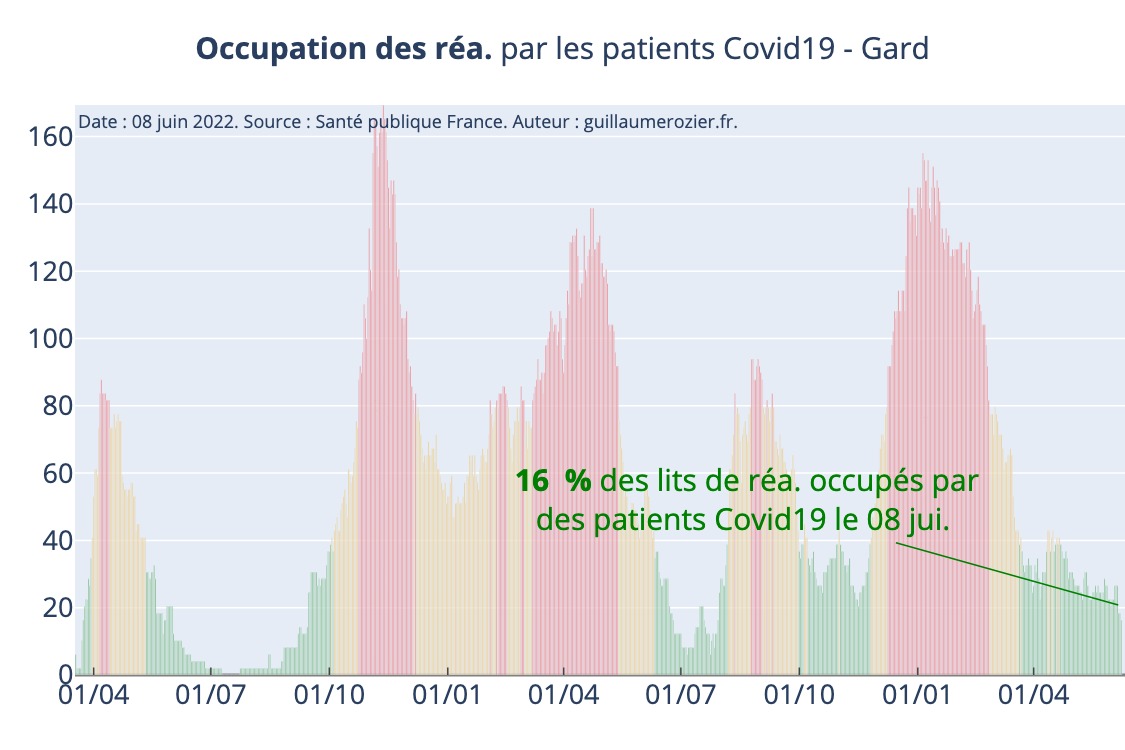 Occupation des réa. par les patients Covid19 - Gard
Date : 08 juin 2022. Source : Santé publique France. Auteur : guillaumerozier.fr.
160
140
120
100
80
60
40
20
0
16 % des lits de réa. occupés par
des patients Covid19 le 08 jui.
01/04 01/07 01/10 01/01 01/04 01/07 01/10 01/01 01/04